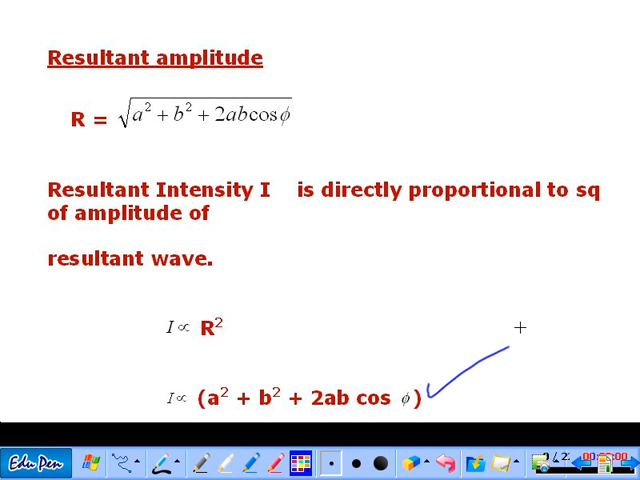 Resultant amplitude
R = √a² + b² + 2abcosϕ
Resultant Intensity I is directly proportional to sq
of amplitude of
resultant wave.
I ∝ R²
+
I ∝ (a² + b² + 2ab cos ϕ)
Edu Pen